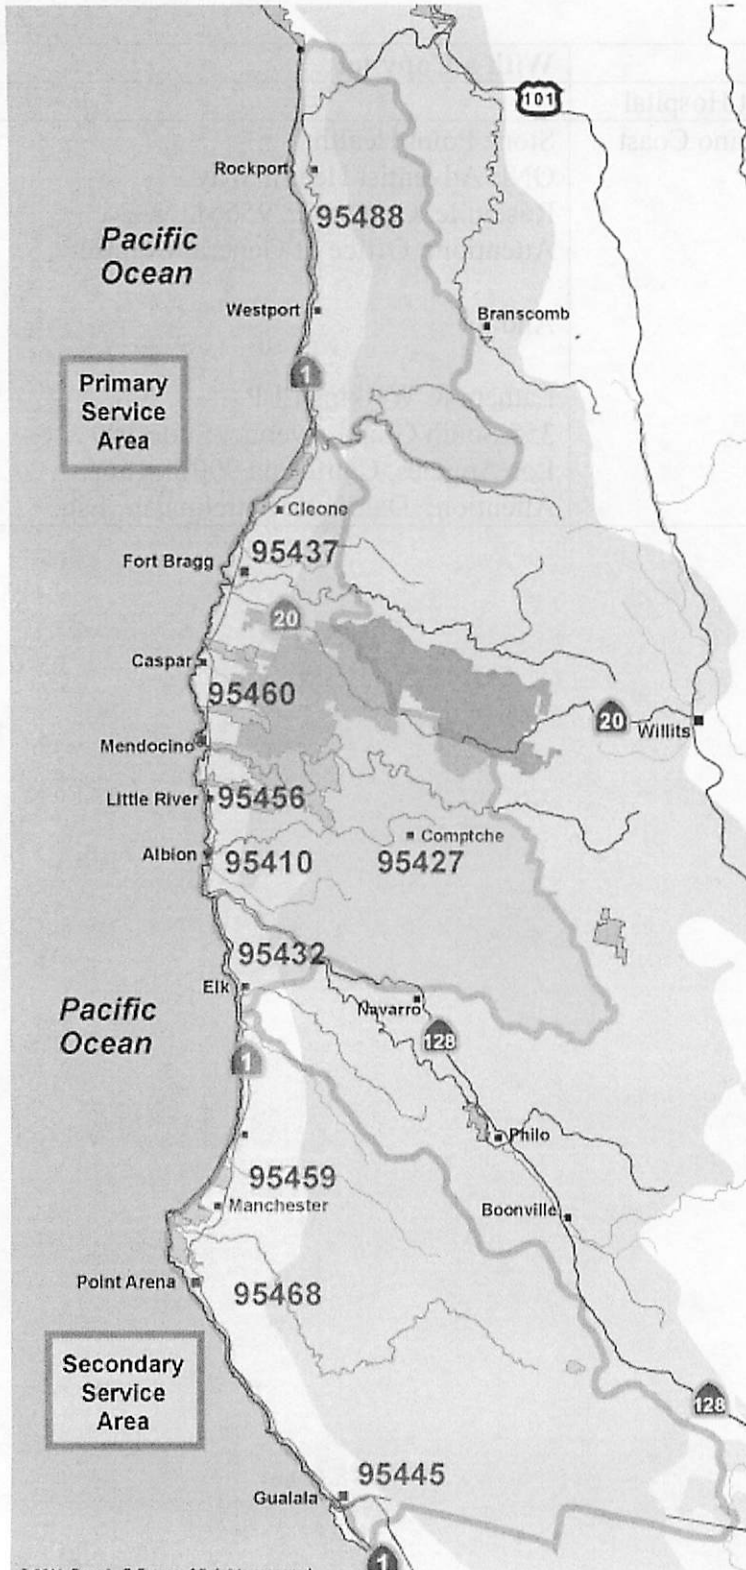 101
Hospital
Coast
Rockport
95488
Pacific
Ocean
Westport
Branscomb
1
Primary
Service
Area
Cleone
Fort Bragg
95437
20
Caspar
95460
20
Willits
Mendocino
Little River
95456
Comptche
Albion
95410
95427
95432
Elk
Navarro
Pacific
Ocean
128
1
Philo
95459
Manchester
Boonville
Point Arena
95468
Secondary
Service
Area
128
95445
Gualala
1